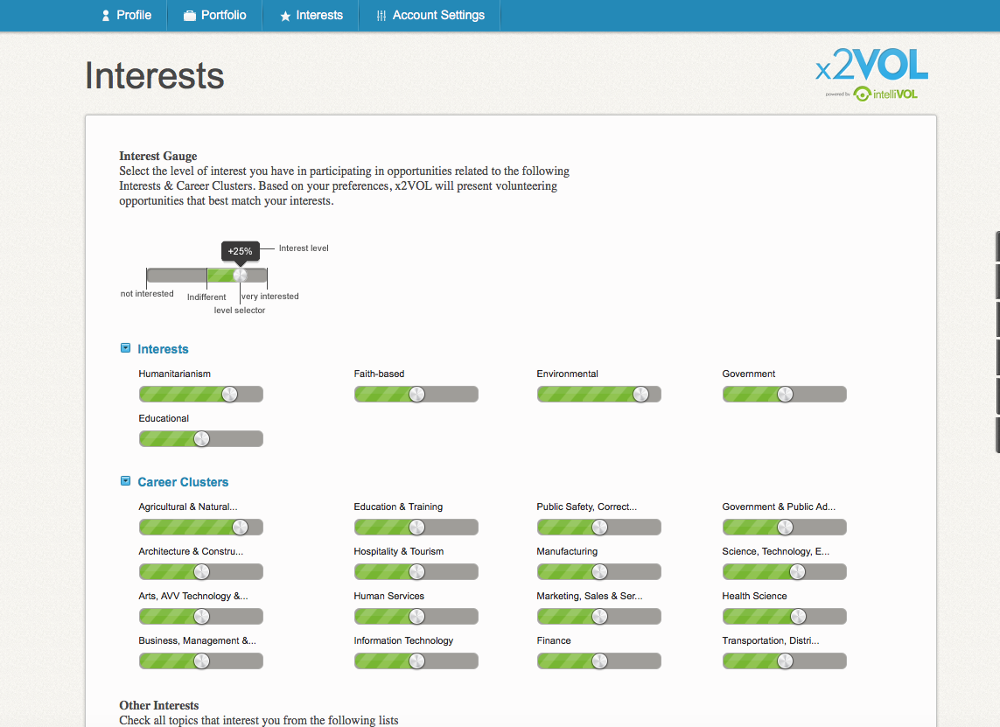 Profile
Portfolio
Interests
Account Settings
Interests
x2VOL
powered by intelliVOL
Interest Gauge
Select the level of interest you have in participating in opportunities related to the following
Interests & Career Clusters. Based on your preferences, x2VOL will present volunteering
opportunities that best match your interests.
+25%
Interest level
not interested
Indifferent
very interested
level selector
Interests
Humanitarianism
Faith-based
Environmental
Government
Educational
Career Clusters
Agricultural & Natural...
Education & Training
Public Safety, Correct...
Government & Public Ad...
Architecture & Constru...
Hospitality & Tourism
Manufacturing
Science, Technology, E...
Arts, AVV Technology &...
Human Services
Marketing, Sales & Ser...
Health Science
Business, Management &...
Information Technology
Finance
Transportation, Distri...
Other Interests
Check all topics that interest you from the following lists